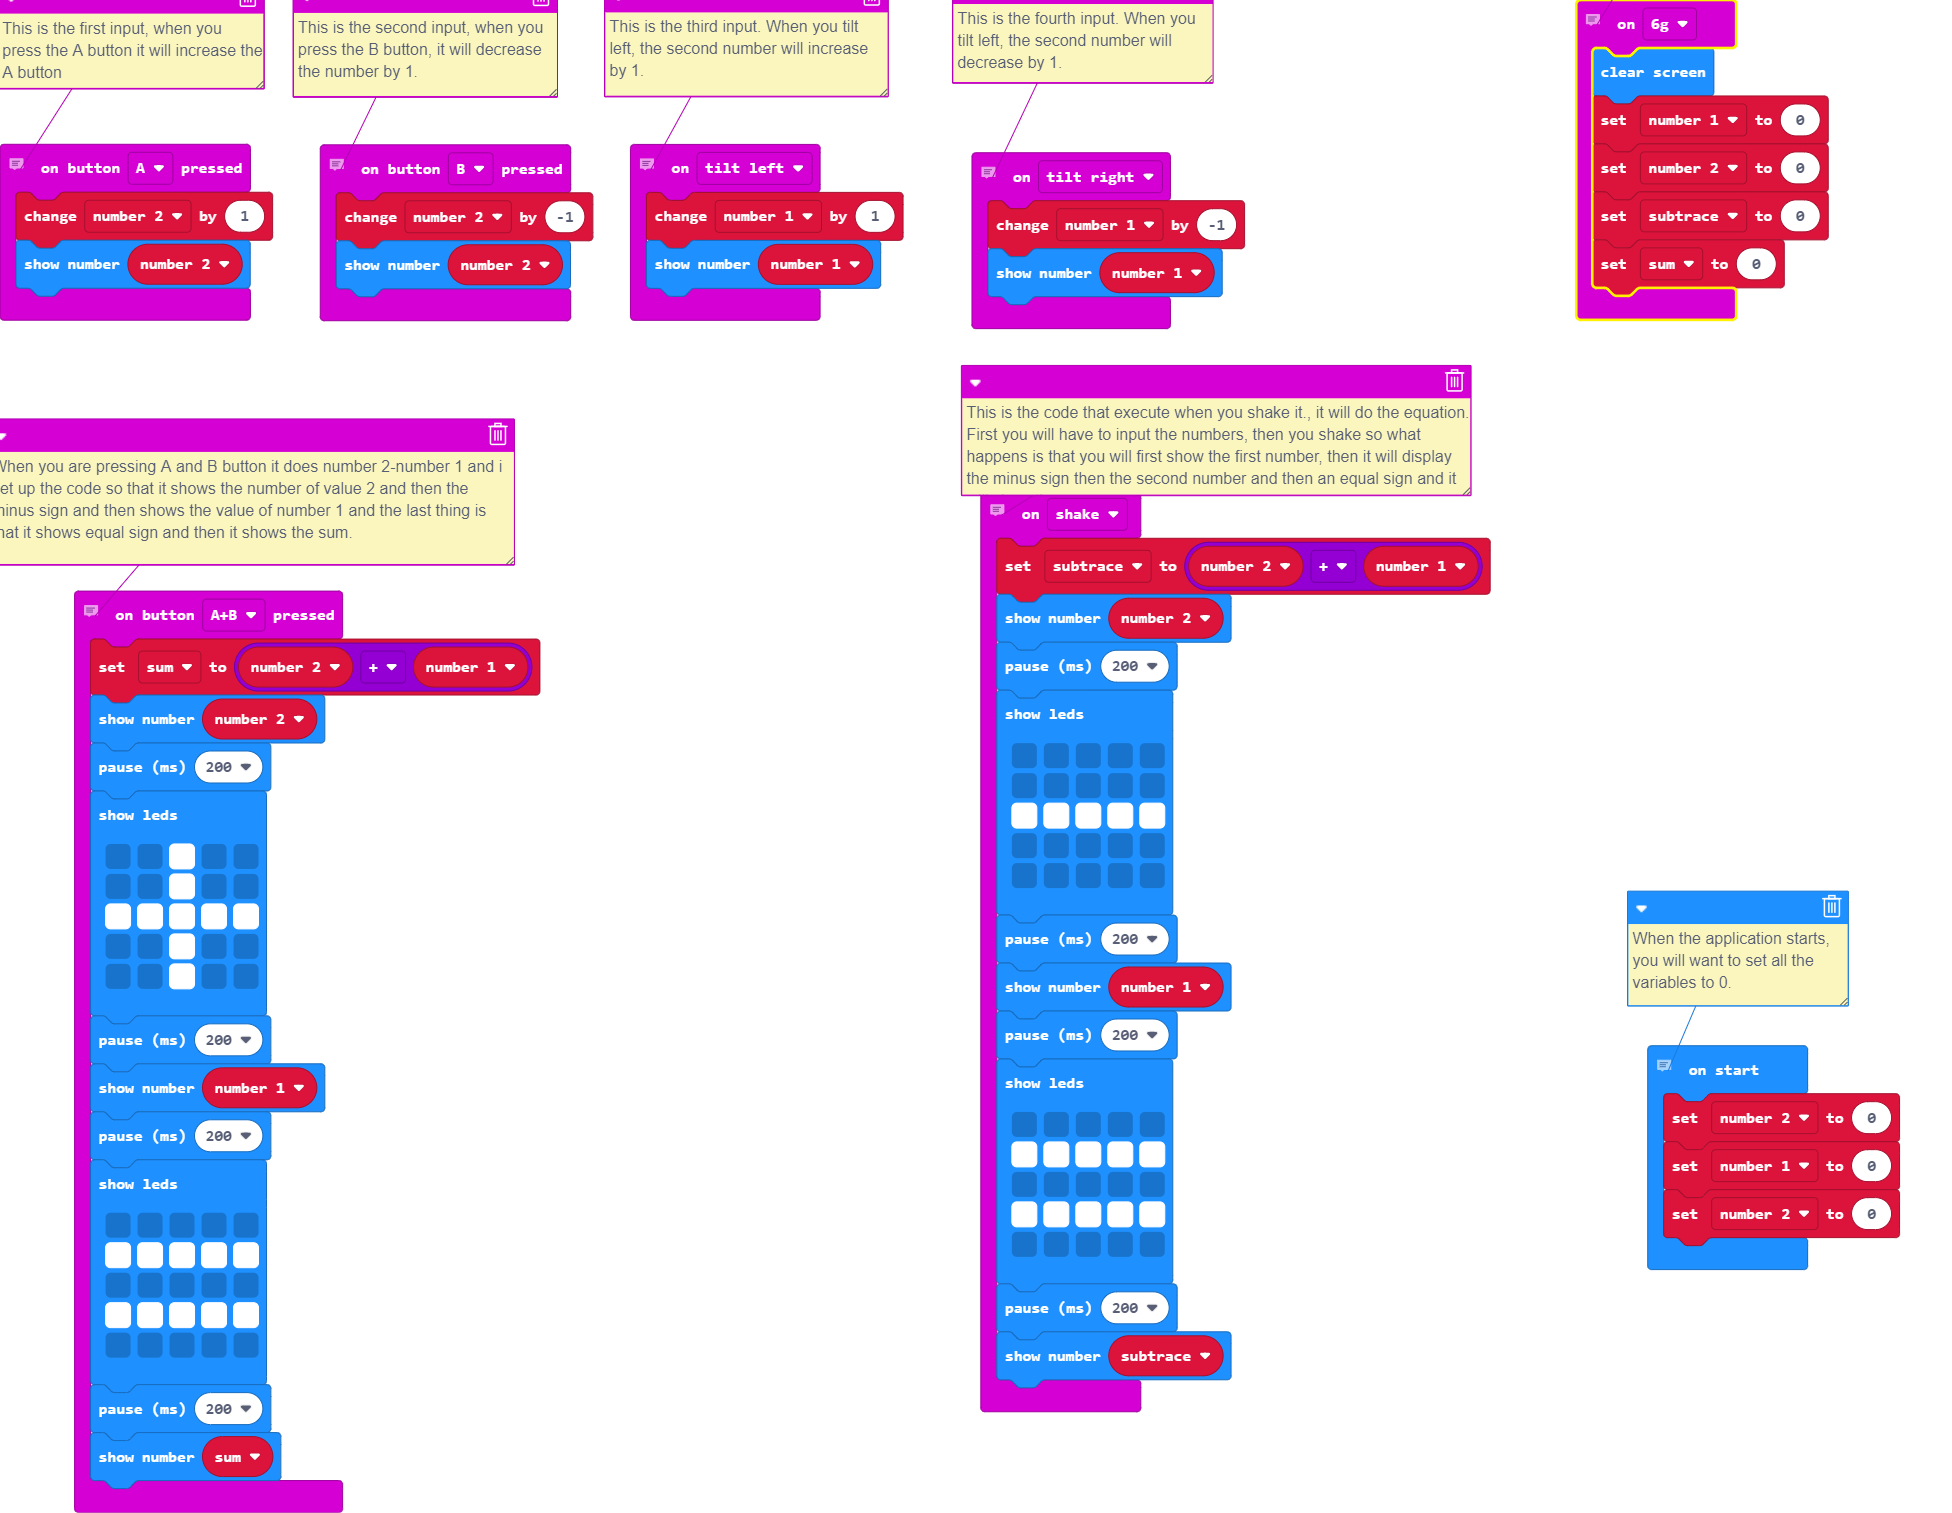 This is the first input, when you
press the A button it will increase the
A button
This is the second input, when you
press the B button, it will decrease
the number by 1.
This is the third input. When you tilt
left, the second number will increase
by 1.
This is the fourth input. When you
tilt left, the second number will
decrease by 1.
on 6g
clear screen
set number 1 to 0
set number 2 to 0
set subtrace to 0
set sum to 0
on button A pressed
change number 2 by 1
show number number 2
on button B pressed
change number 2 by -1
show number number 2
on tilt left
change number 1 by 1
show number number 1
on tilt right
change number 1 by -1
show number number 1
When you are pressing A and B button it does number 2-number 1 and i
et up the code so that it shows the number of value 2 and then the
minus sign and then shows the value of number 1 and the last thing is
hat it shows equal sign and then it shows the sum.
on button A+B pressed
set sum to number 2 + number 1
show number number 2
pause (ms) 200
show leds
pause (ms) 200
show number number 1
pause (ms) 200
show leds
pause (ms) 200
show number sum
This is the code that execute when you shake it., it will do the equation.
First you will have to input the numbers, then you shake so what
happens is that you will first show the first number, then it will display
the minus sign then the second number and then an equal sign and it
on shake
set subtrace to number 2 + number 1
show number number 2
pause (ms) 200
show leds
pause (ms) 200
show number number 1
pause (ms) 200
show leds
pause (ms) 200
show number subtrace
When the application starts,
you will want to set all the
variables to 0.
on start
set number 2 to 0
set number 1 to 0
set number 2 to 0